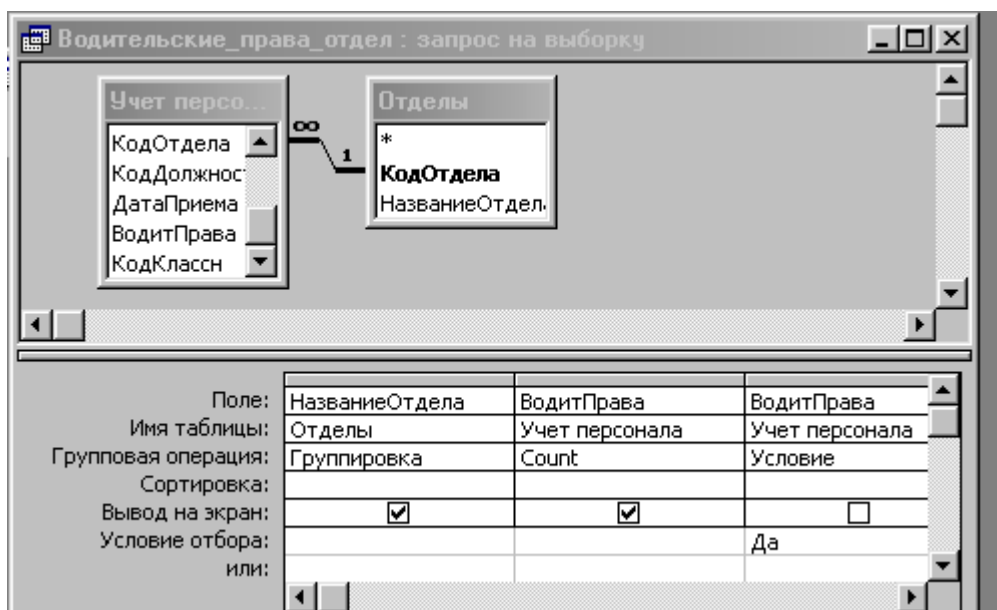 Водительские_права_отдел : запрос на выборку
Учет персо...
КодОтдела
КодДолжнос
ДатаПриема
ВодитПрава
КодКлассн
∞
1
Отделы
*
КодОтдела
НазваниеОтдел
Поле: НазваниеОтдела ВодитПрава ВодитПрава
Имя таблицы: Отделы Учет персонала Учет персонала
Групповая операция: Группировка Count Условие
Сортировка:
Вывод на экран:
Условие отбора: Да
или: